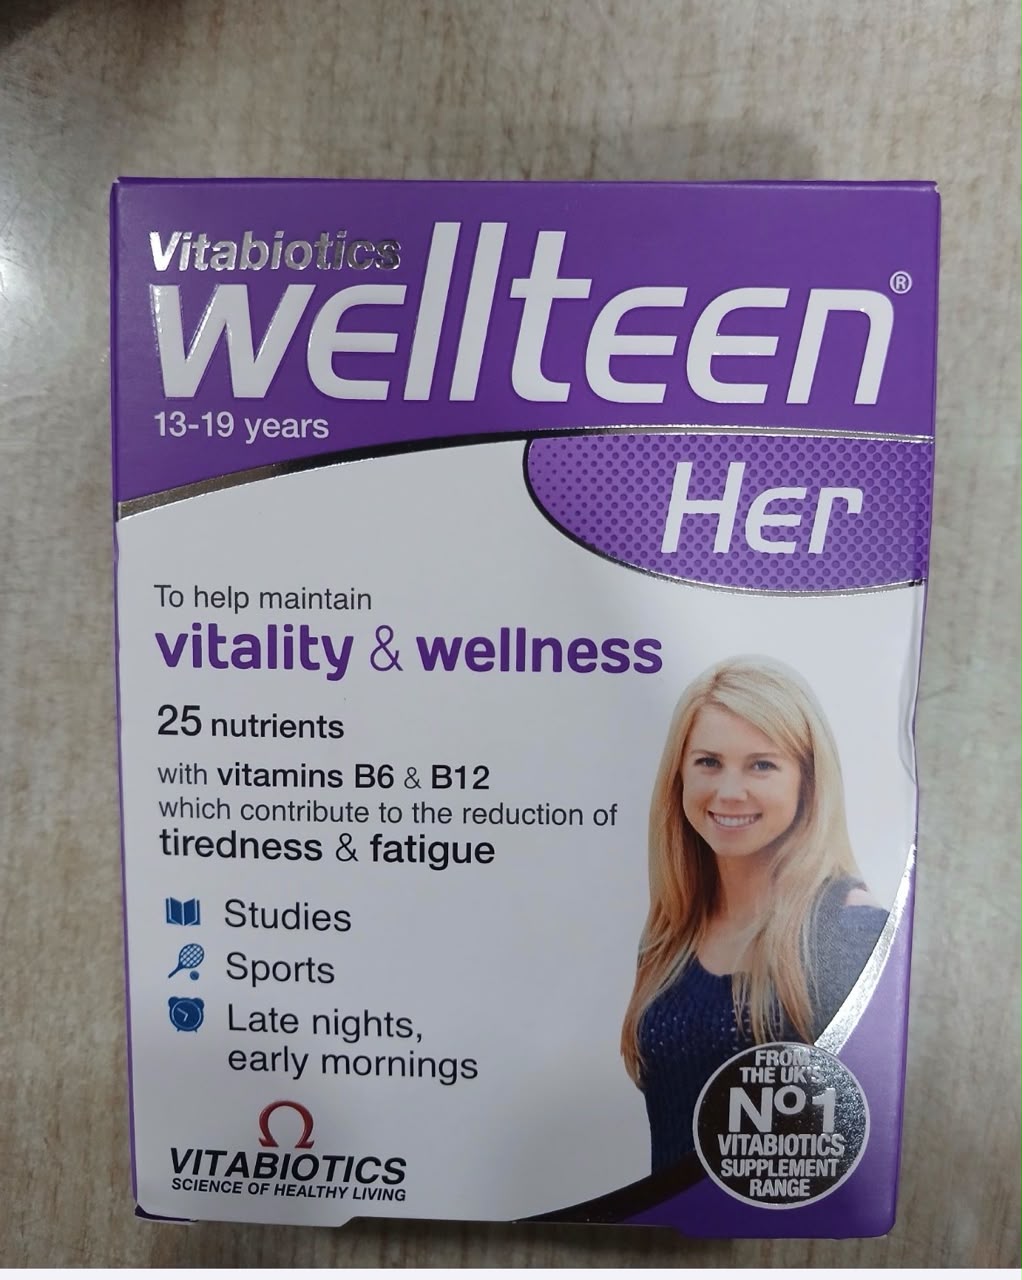 Vitabiotics
wellteen®
13-19 years
Her
To help maintain
vitality & wellness
25 nutrients
with vitamins B6 & B12
which contribute to the reduction of
tiredness & fatigue
Studies
Sports
Late nights,
early mornings
VITABIOTICS
SCIENCE OF HEALTHY LIVING
FROM
THE UK'S
Nº1
VITABIOTICS
SUPPLEMENT
RANGE